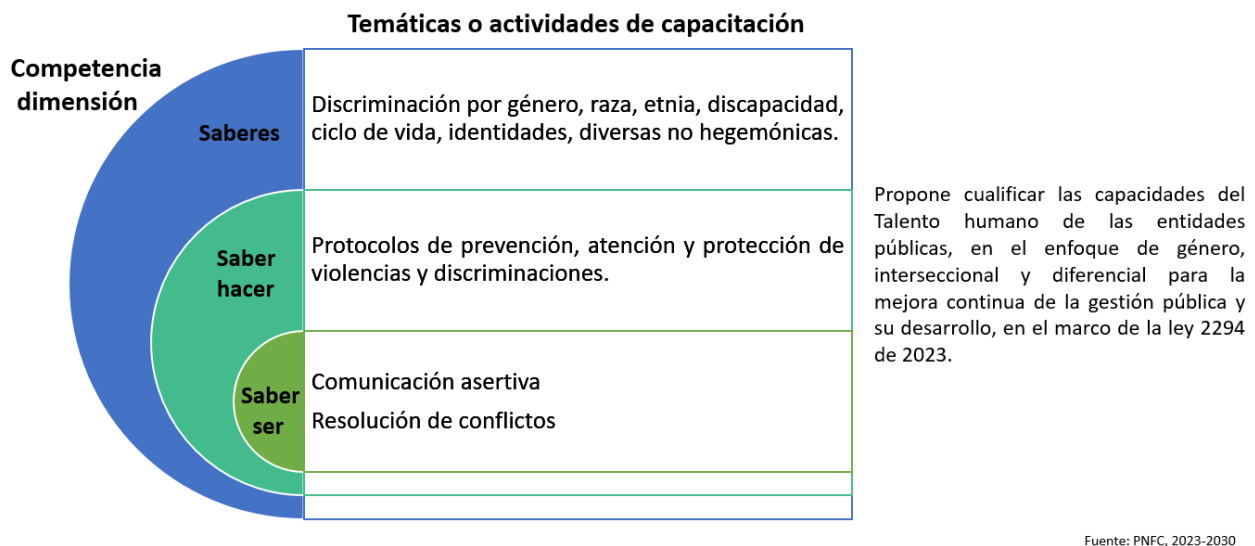 Temáticas o actividades de capacitación
Competencia
dimensión
Saberes
Discriminación por género, raza, etnia, discapacidad,
ciclo de vida, identidades, diversas no hegemónicas.
Saber
hacer
Protocolos de prevención, atención y protección de
violencias y discriminaciones.
Saber
ser
Comunicación asertiva
Resolución de conflictos
Propone cualificar las capacidades del
Talento humano de las entidades
públicas, en el enfoque de género,
interseccional y diferencial para la
mejora continua de la gestión pública y
su desarrollo, en el marco de la ley 2294
de 2023.
Fuente: PNFC, 2023-2030